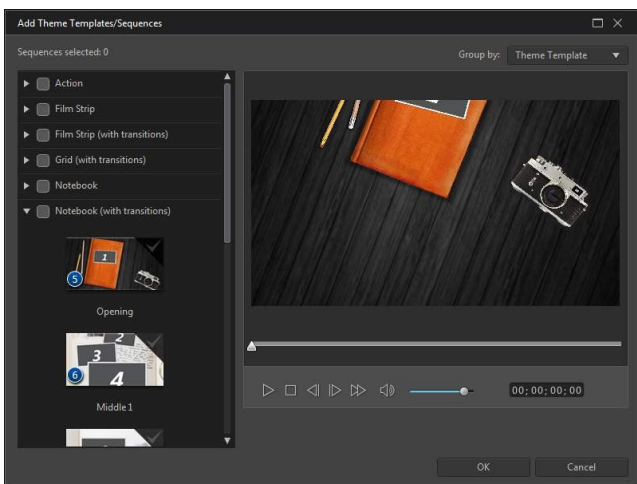 Add Theme Templates/Sequences
Sequences selected: 0
Group by: Theme Template
Action
Film Strip
Film Strip (with transitions)
Grid (with transitions)
Notebook
Notebook (with transitions)
1
5
Opening
2
3
4
6
Middle 1
00; 00; 00; 00
OK Cancel